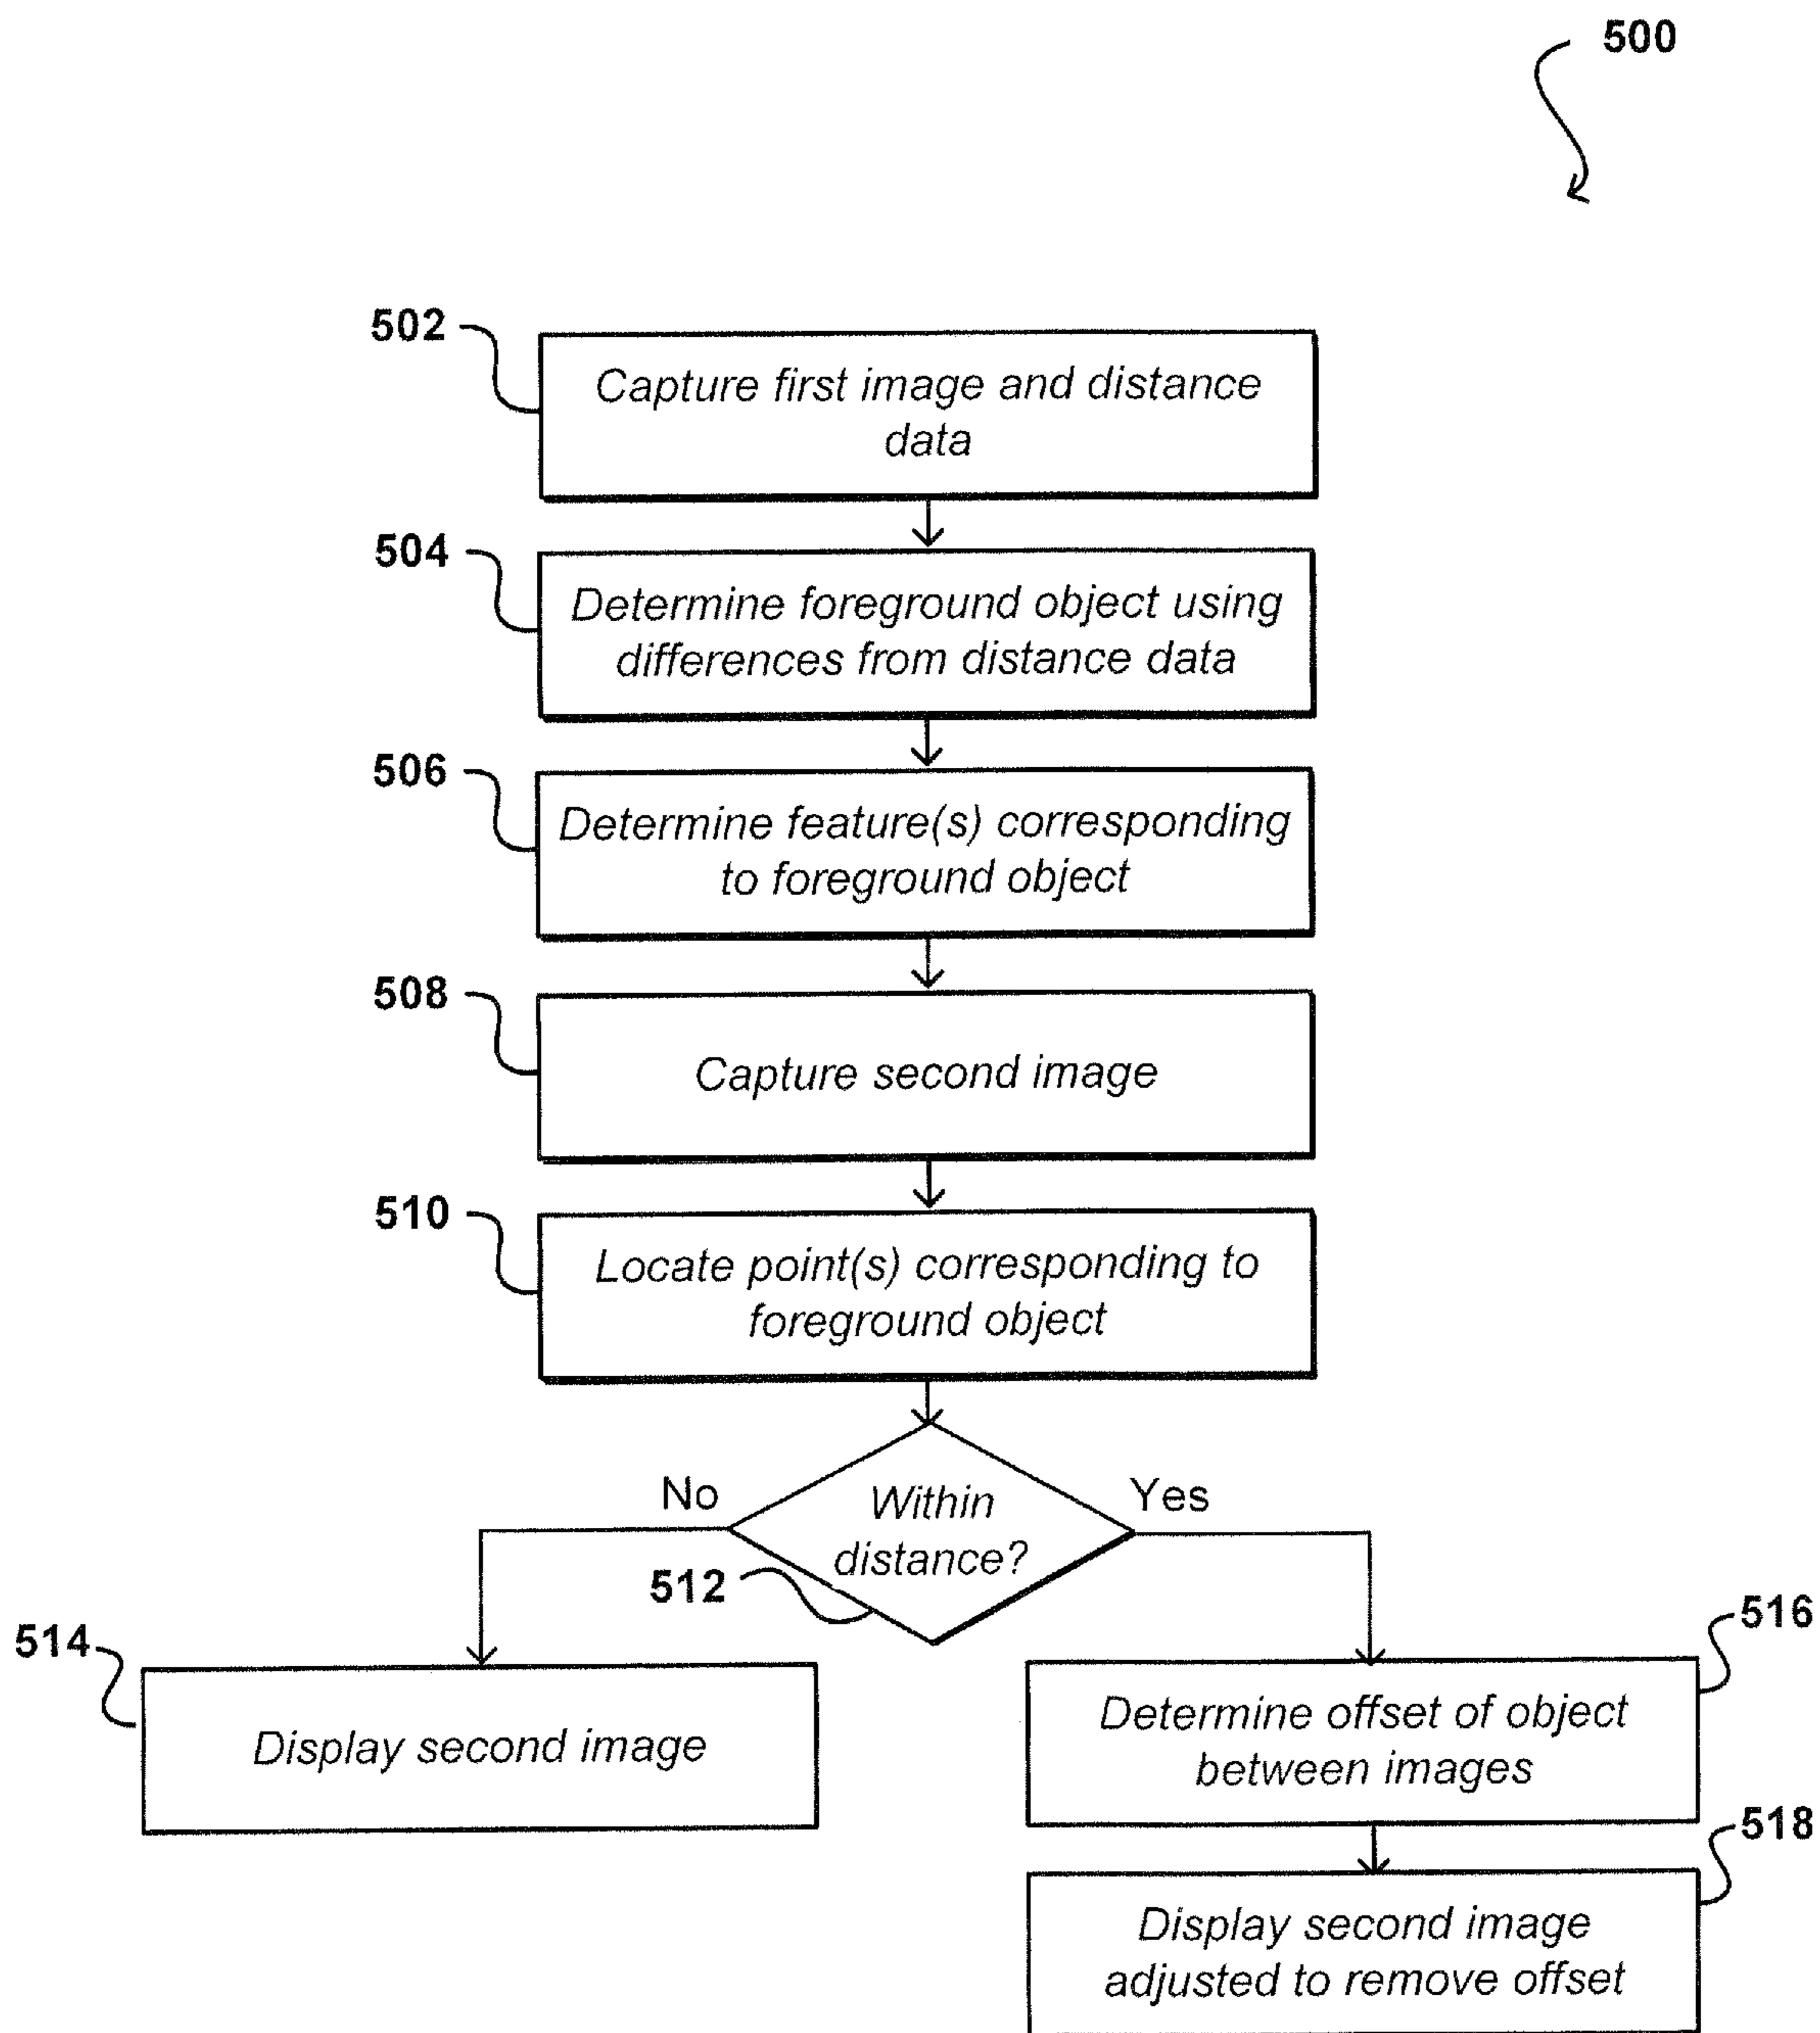 500
502
Capture first image and distance
data
504
Determine foreground object using
differences from distance data
506
Determine feature(s) corresponding
to foreground object
508
Capture second image
510
Locate point(s) corresponding to
foreground object
No
Yes
Within
distance?
512
514
Display second image
516
Determine offset of object
between images
518
Display second image
adjusted to remove offset